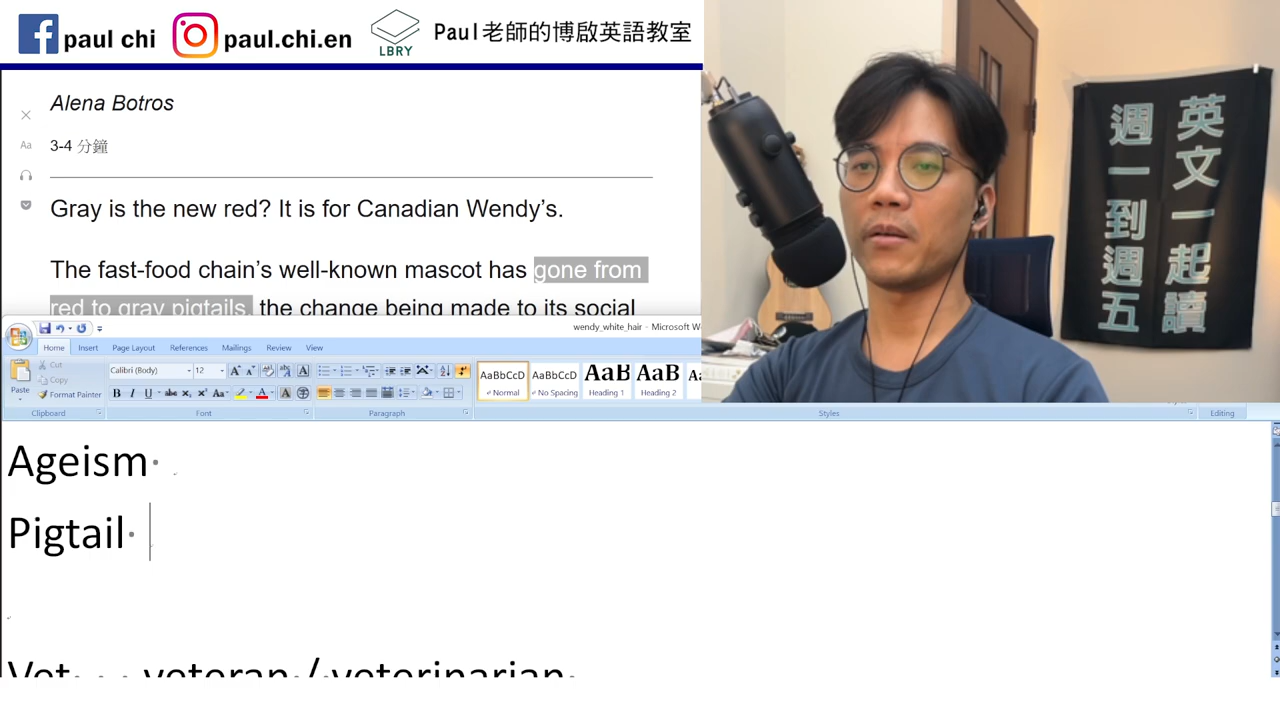 paul chi
paul.chi.en
LBRY
Paul老師的博啟英語教室
Alena Botros
Aa
3-4 分鐘
Gray is the new red? It is for Canadian Wendy's.
The fast-food chain's well-known mascot has gone from
red to gray pigtails, the change being made to its social
wendy_white_hair - Microsoft W
Home Insert Page Layout References Mailings Review View
Cut
Copy
Format Painter
Paste
Calibri (Body) 12
AaBbCcD AaBbCcD AaBb AaBb
Normal No Spacing Heading 1 Heading 2
Clipboard Font Paragraph Styles Editing
Ageism
Pigtail
Vet veteran / veterinarian
英文一起讀
週一到週五